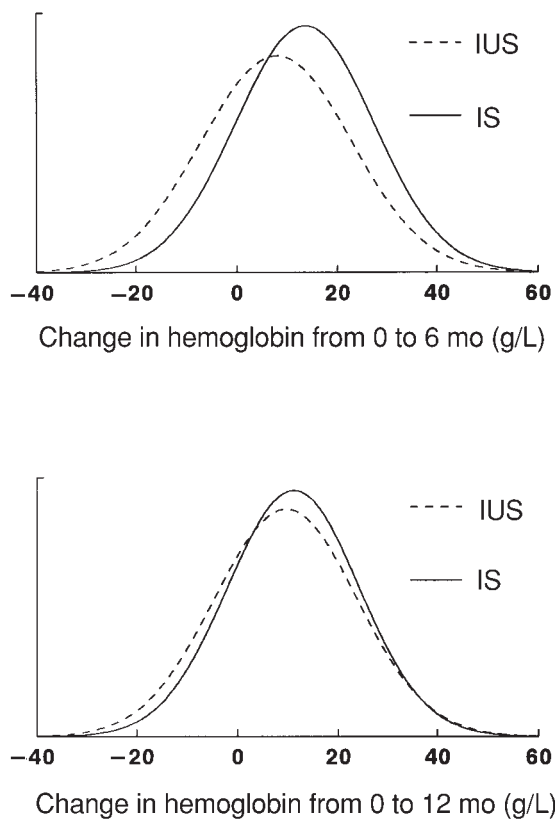 IUS
IS
−40 −20 0 20 40 60
Change in hemoglobin from 0 to 6 mo (g/L)
IUS
IS
−40 −20 0 20 40 60
Change in hemoglobin from 0 to 12 mo (g/L)